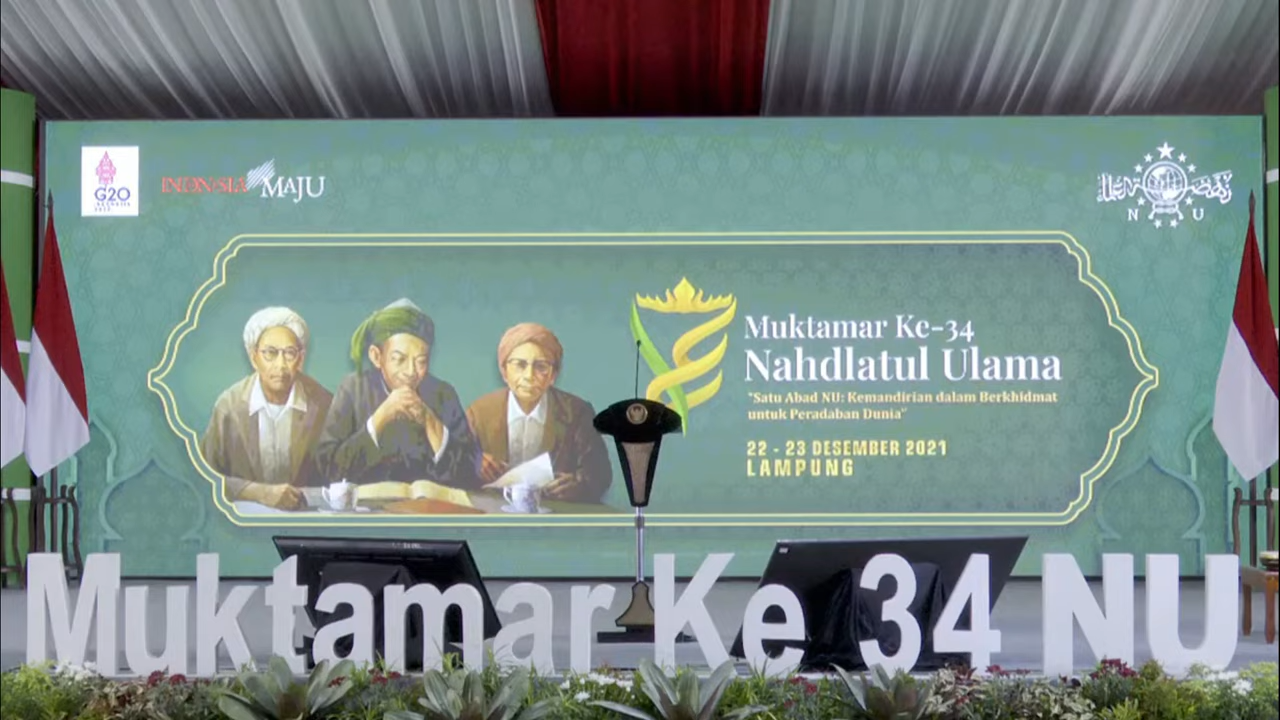 G20
INDONESIA MAJU
N U
Muktamar Ke-34
Nahdlatul Ulama
"Satu Abad NU: Kemandirian dalam Berkhidmat
untuk Peradaban Dunia"
22 - 23 DESEMBER 2021
LAMPUNG
Muktamar Ke 34 NU